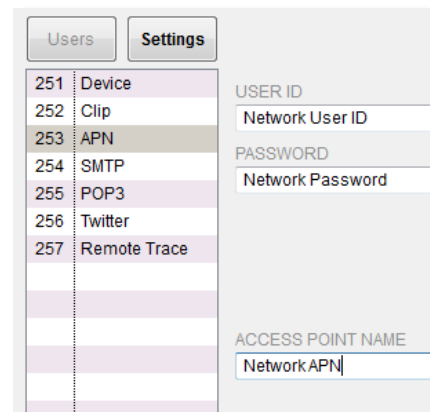 Users Settings
251 Device
252 Clip
253 APN
254 SMTP
255 POP3
256 Twitter
257 Remote Trace
USER ID
Network User ID
PASSWORD
Network Password
ACCESS POINT NAME
Network APN